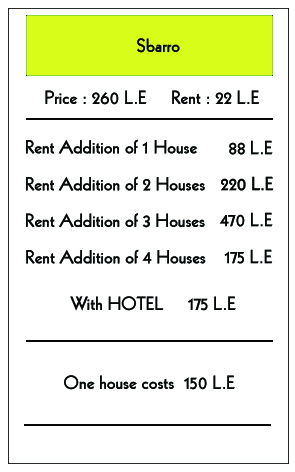 Sbarro
Price : 260 L.E Rent : 22 L.E
Rent Addition of 1 House 88 L.E
Rent Addition of 2 Houses 220 L.E
Rent Addition of 3 Houses 470 L.E
Rent Addition of 4 Houses 175 L.E
With HOTEL 175 L.E
One house costs 150 L.E